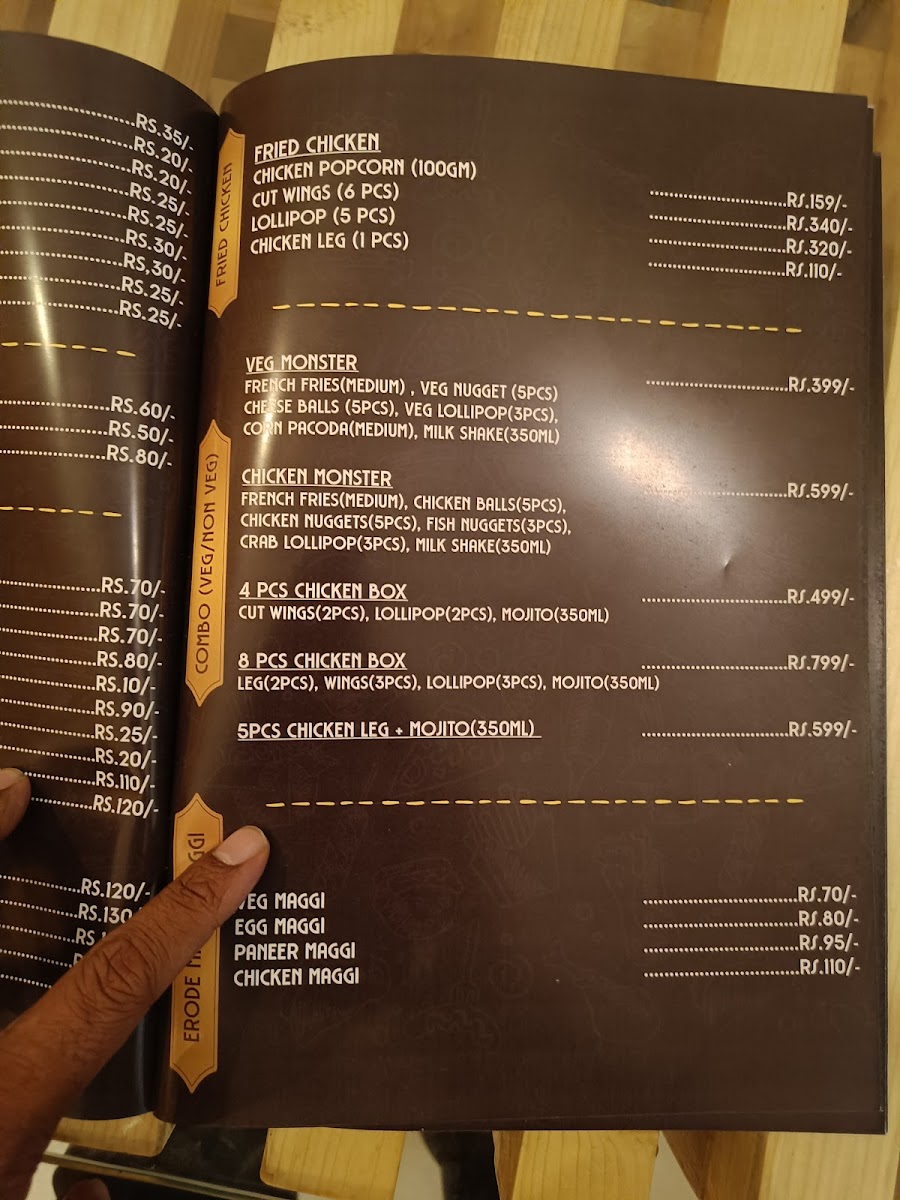 RS.35/-
RS.20/-
RS.20/-
RS.25/-
RS.25/-
RS.30/-
RS,30/-
RS.25/-
RS.25/-
RS.60/-
RS.50/-
RS.80/-
RS.70/-
RS.70/-
RS.70/-
RS.80/-
RS.10/-
RS.90/-
RS.25/-
RS.20/-
RS.110/-
RS.120/-
RS.120/-
RS.130
FRIED CHICKEN
FRIED CHICKEN
CHICKEN POPCORN (100GM) RS.159/-
CUT WINGS (6 PCS) RS.340/-
LOLLIPOP (5 PCS) RS.320/-
CHICKEN LEG (1 PCS) RS.110/-
COMBO (VEG/NON VEG)
VEG MONSTER RS.399/-
FRENCH FRIES(MEDIUM) , VEG NUGGET (5PCS)
CHEESE BALLS (5PCS), VEG LOLLIPOP(3PCS),
CORN PACODA(MEDIUM), MILK SHAKE(350ML)
CHICKEN MONSTER RS.599/-
FRENCH FRIES(MEDIUM), CHICKEN BALLS(5PCS),
CHICKEN NUGGETS(5PCS), FISH NUGGETS(3PCS),
CRAB LOLLIPOP(3PCS), MILK SHAKE(350ML)
4 PCS CHICKEN BOX RS.499/-
CUT WINGS(2PCS), LOLLIPOP(2PCS), MOJITO(350ML)
8 PCS CHICKEN BOX RS.799/-
LEG(2PCS), WINGS(3PCS), LOLLIPOP(3PCS), MOJITO(350ML)
5PCS CHICKEN LEG + MOJITO(350ML) RS.599/-
ERODE
VEG MAGGI RS.70/-
EGG MAGGI RS.80/-
PANEER MAGGI RS.95/-
CHICKEN MAGGI RS.110/-